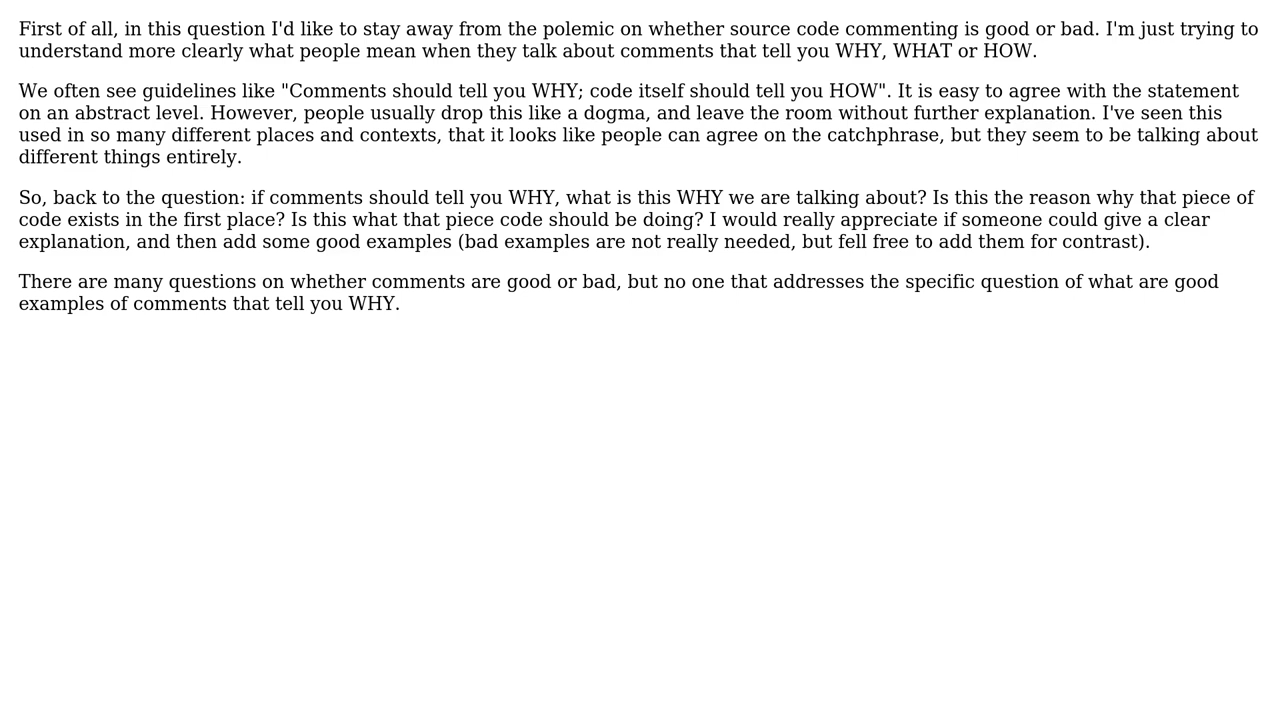 First of all, in this question I'd like to stay away from the polemic on whether source code commenting is good or bad. I'm just trying to
understand more clearly what people mean when they talk about comments that tell you WHY, WHAT or HOW.
We often see guidelines like "Comments should tell you WHY; code itself should tell you HOW". It is easy to agree with the statement
on an abstract level. However, people usually drop this like a dogma, and leave the room without further explanation. I've seen this
used in so many different places and contexts, that it looks like people can agree on the catchphrase, but they seem to be talking about
different things entirely.
So, back to the question: if comments should tell you WHY, what is this WHY we are talking about? Is this the reason why that piece of
code exists in the first place? Is this what that piece code should be doing? I would really appreciate if someone could give a clear
explanation, and then add some good examples (bad examples are not really needed, but fell free to add them for contrast).
There are many questions on whether comments are good or bad, but no one that addresses the specific question of what are good
examples of comments that tell you WHY.